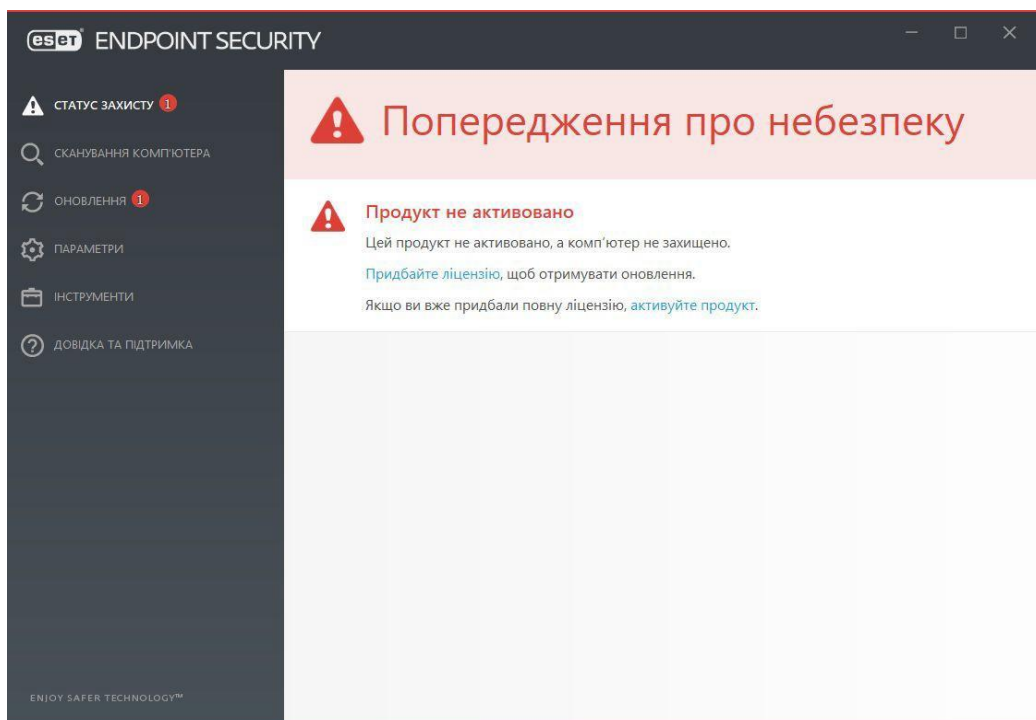 eset ENDPOINT SECURITY
СТАТУС ЗАХИСТУ 1
СКАНУВАННЯ КОМП'ЮТЕРА
ОНОВЛЕННЯ 1
ПАРАМЕТРИ
ІНСТРУМЕНТИ
ДОВІДКА ТА ПІДТРИМКА
ENJOY SAFER TECHNOLOGY™
Попередження про небезпеку
Продукт не активовано
Цей продукт не активовано, а комп'ютер не захищено.
Придбайте ліцензію, щоб отримувати оновлення.
Якщо ви вже придбали повну ліцензію, активуйте продукт.